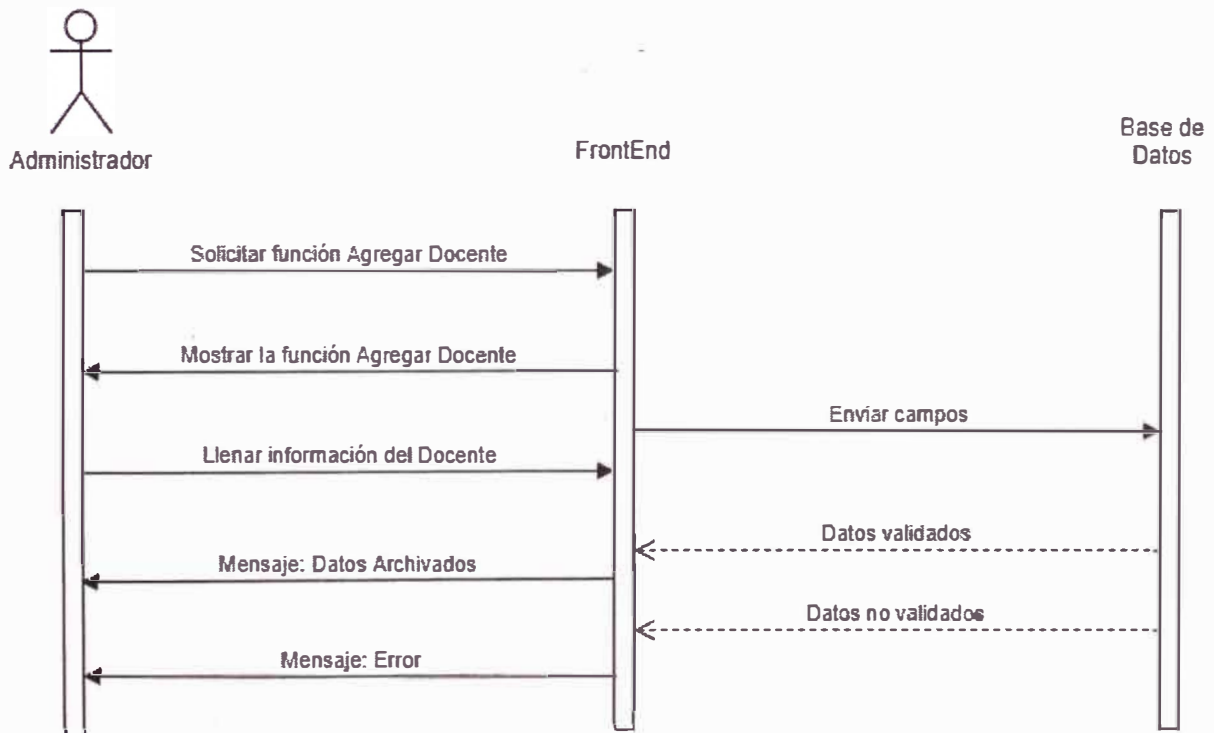 Administrador
FrontEnd
Base de
Datos
Solicitar función Agregar Docente
Mostrar la función Agregar Docente
Enviar campos
Llenar información del Docente
Datos validados
Mensaje: Datos Archivados
Datos no validados
Mensaje: Error